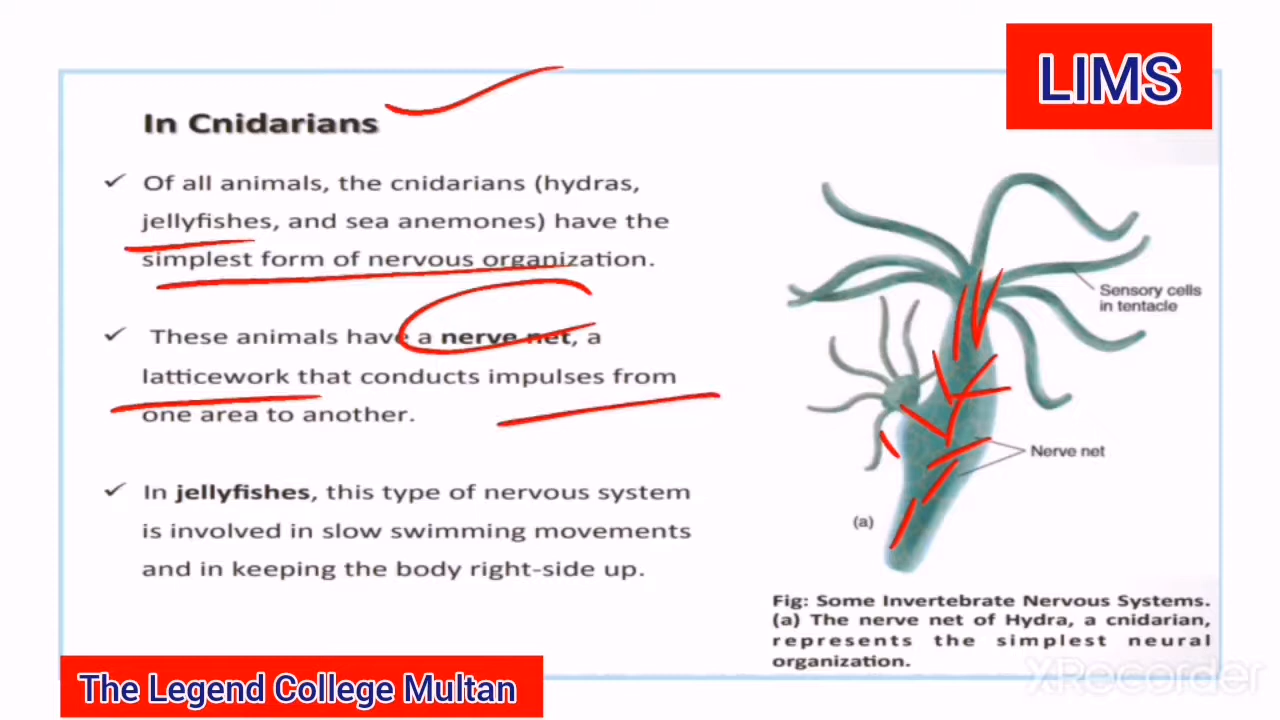 LIMS
In Cnidarians
✓ Of all animals, the cnidarians (hydras,
jellyfishes, and sea anemones) have the
simplest form of nervous organization.
✓ These animals have a nerve net, a
latticework that conducts impulses from
one area to another.
✓ In jellyfishes, this type of nervous system
is involved in slow swimming movements
and in keeping the body right-side up.
Sensory cells
in tentacle
Nerve net
(a)
Fig: Some Invertebrate Nervous Systems.
(a) The nerve net of Hydra, a cnidarian,
represents the simplest neural
organization.
The Legend College Multan
XRecorder